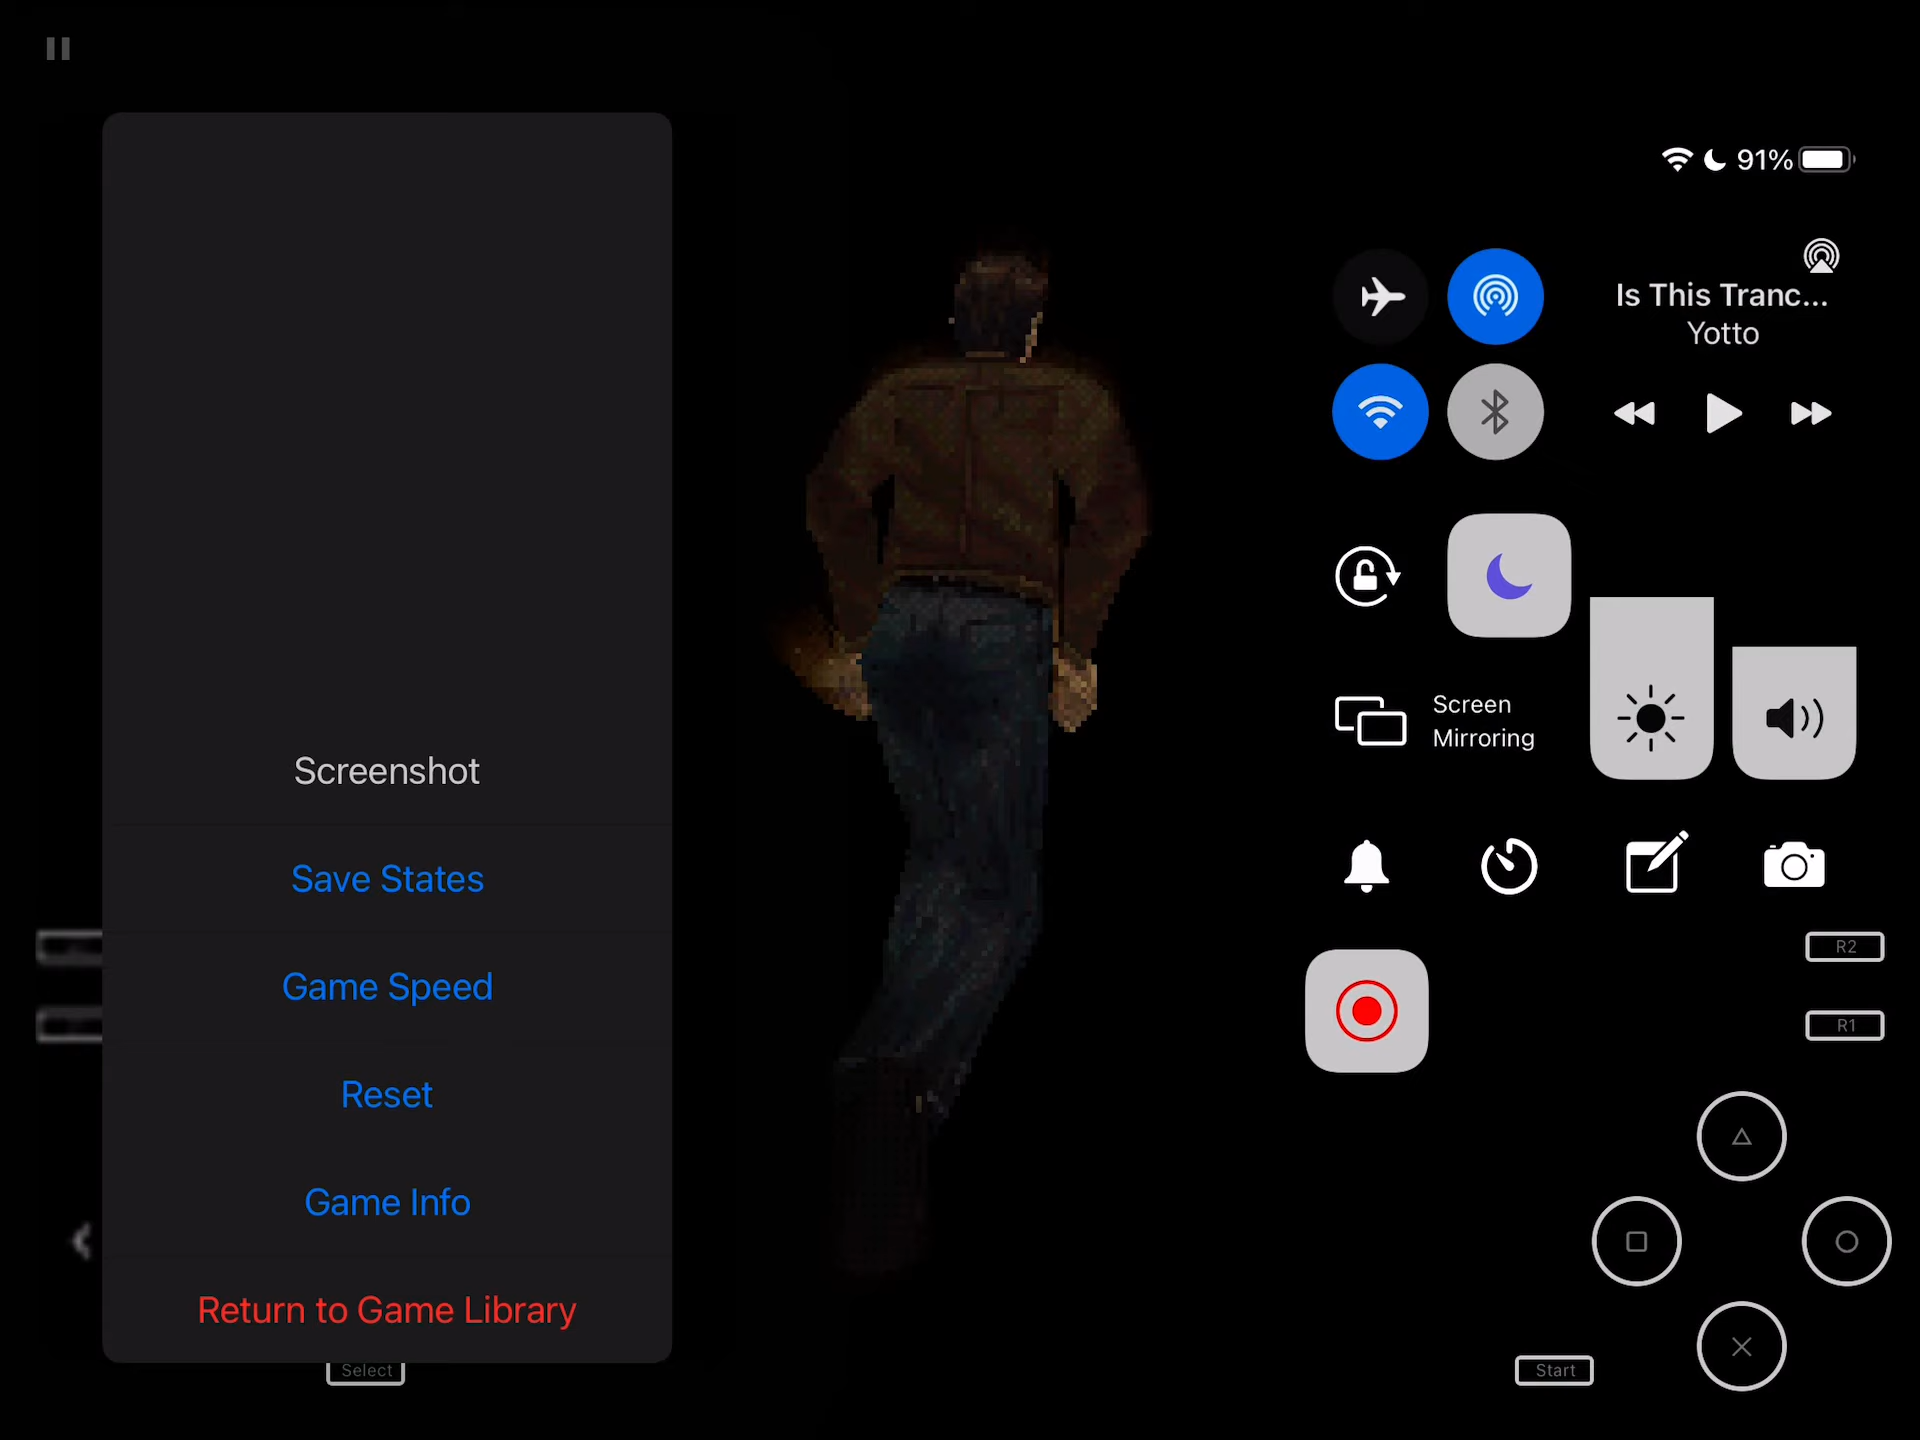 91%
Is This Tranc...
Yotto
Screen
Mirroring
Screenshot
Save States
Game Speed
Reset
Game Info
Return to Game Library
R2
R1
Select
Start